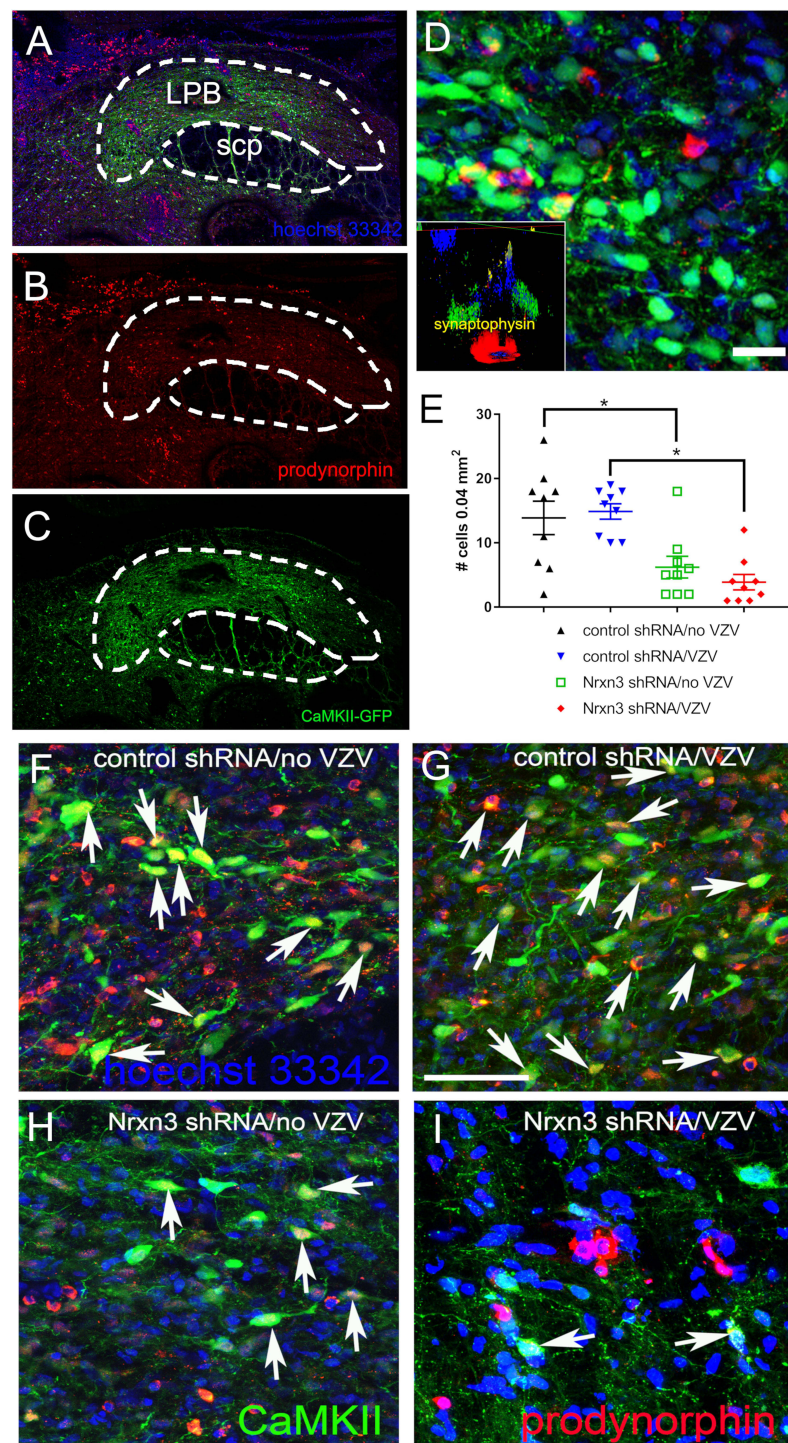 A
LPB
scp
hoechst 33342
B
prodynorphin
C
CaMKII-GFP
D
synaptophysin
E
# cells 0.04 mm²
30
20
10
0
*
*
control shRNA/no VZV
control shRNA/VZV
Nrxn3 shRNA/no VZV
Nrxn3 shRNA/VZV
F
control shRNA/no VZV
hoechst 33342
G
control shRNA/VZV
H
Nrxn3 shRNA/no VZV
CaMKII
I
Nrxn3 shRNA/VZV
prodynorphin